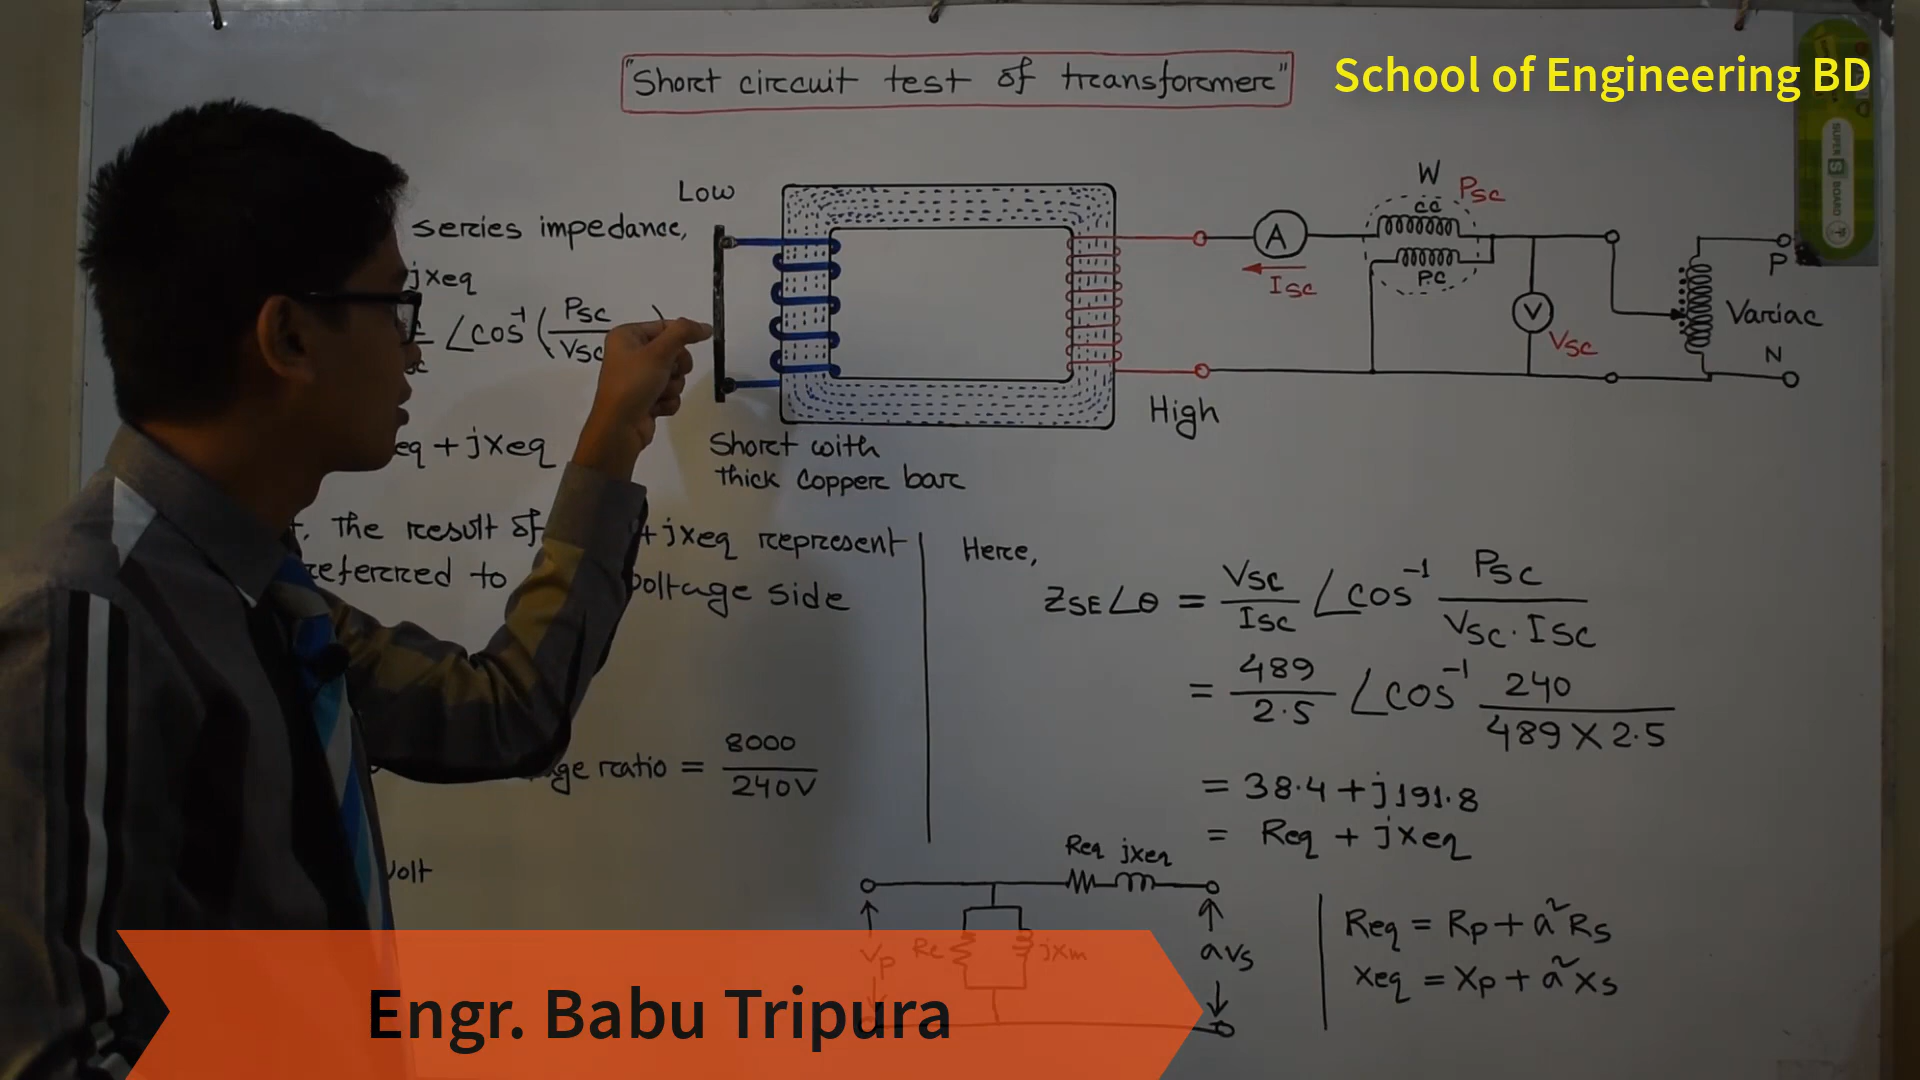 "Short circuit test of transformer"
School of Engineering BD
SUPER S BOARD
Low
W
Psc
cc
Pc
A
Isc
V
Vsc
P
Variac
N
High
series impedance,
jxeq
∠cos⁻¹ ( Psc / Vsc
eq + jxeq
Short with
thick copper bar
the result of + jxeq represent
referred to voltage side
ratio = 8000 / 240V
volt
Here,
ZSE∠θ = Vsc / Isc ∠cos⁻¹ Psc / Vsc · Isc
= 489 / 2.5 ∠cos⁻¹ 240 / 489 X 2.5
= 38.4 + j191.8
= Req + jxeq
Req jxeq
Vp
Rc
jxm
avs
Req = Rp + a²Rs
xeq = xp + a²xs
Engr. Babu Tripura